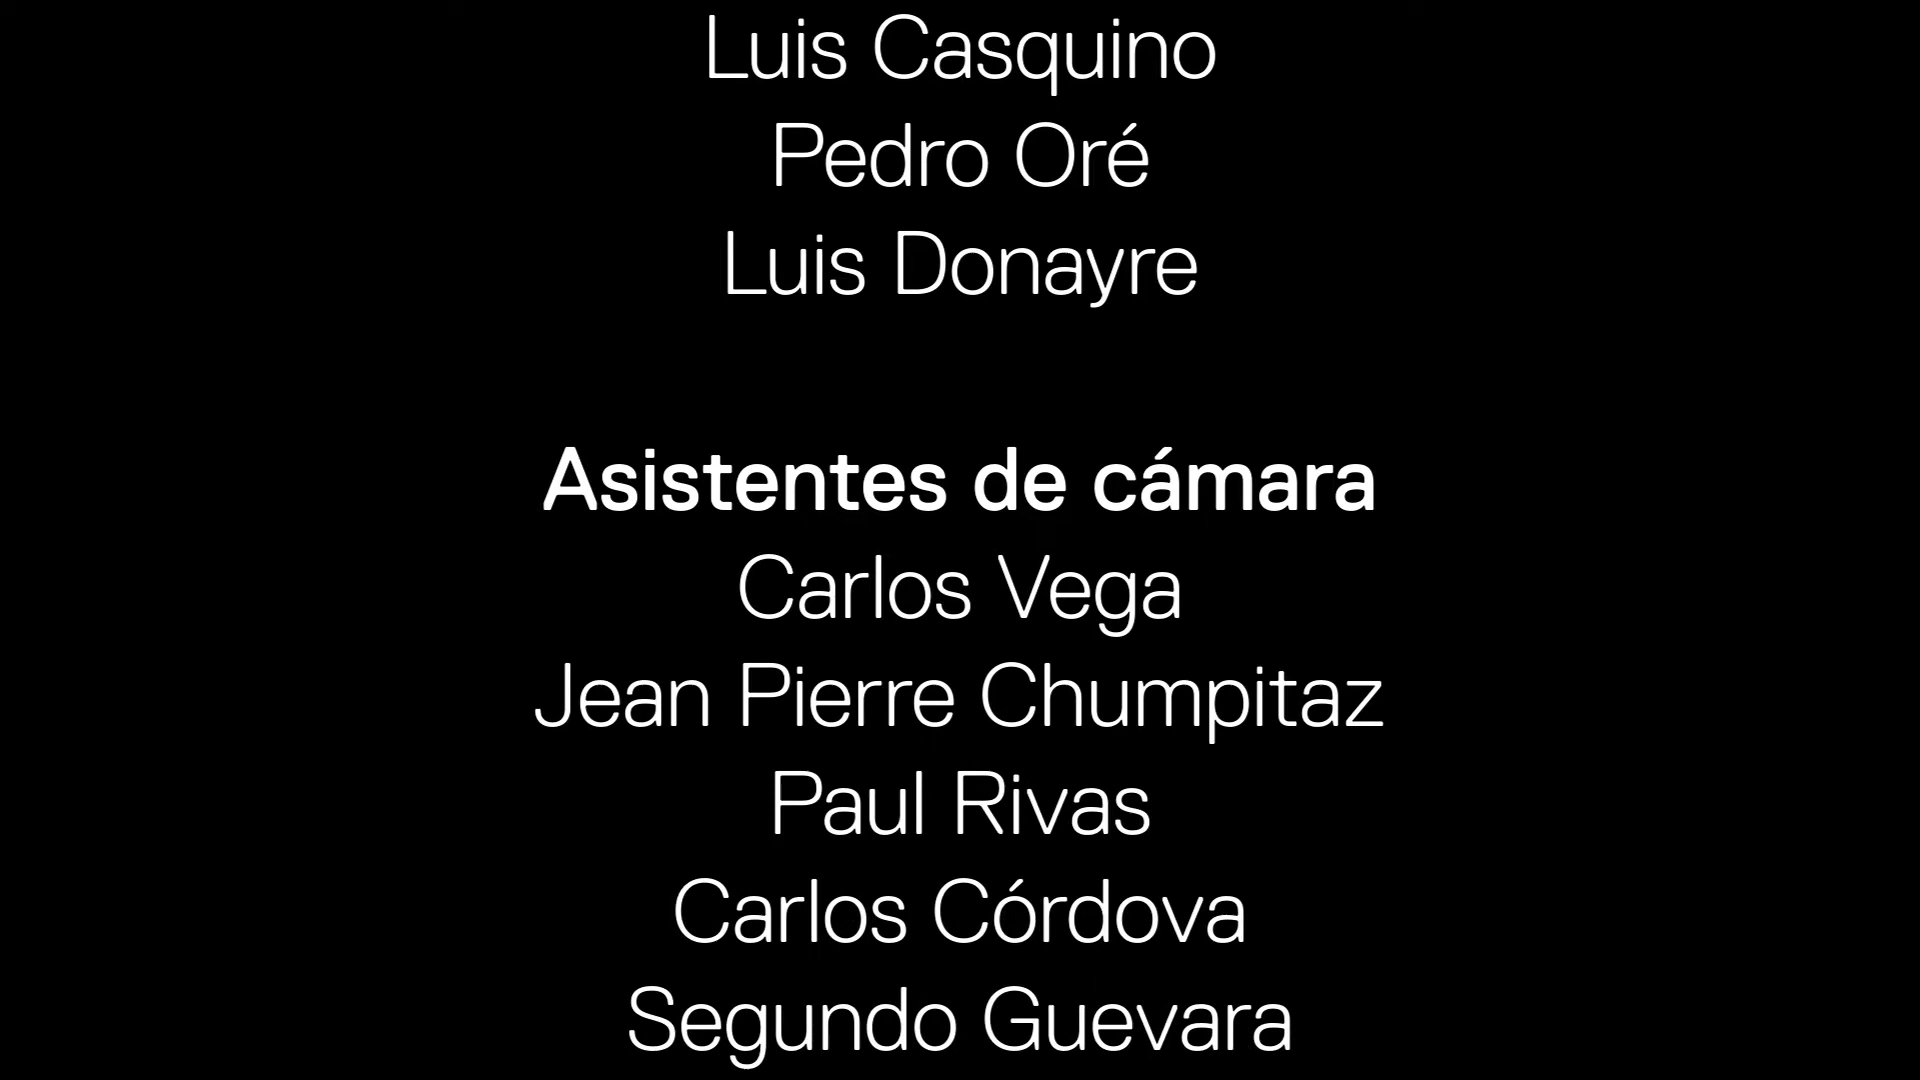 Luis Casquino
Pedro Oré
Luis Donayre
Asistentes de cámara
Carlos Vega
Jean Pierre Chumpitaz
Paul Rivas
Carlos Córdova
Segundo Guevara